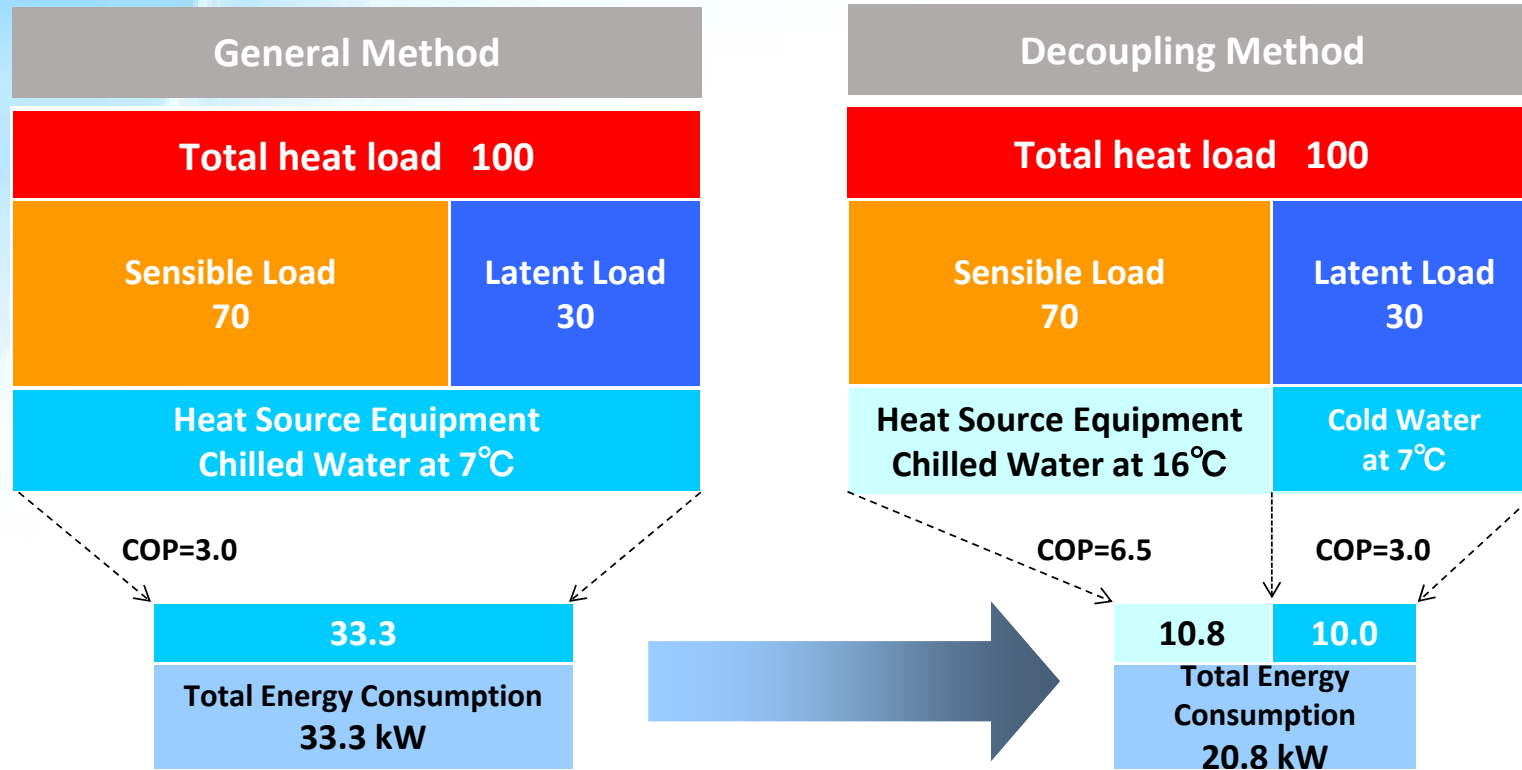 General Method
Total heat load 100
Sensible Load
70
Latent Load
30
Heat Source Equipment
Chilled Water at 7℃
COP=3.0
33.3
Total Energy Consumption
33.3 kW
Decoupling Method
Total heat load 100
Sensible Load
70
Latent Load
30
Heat Source Equipment
Chilled Water at 16℃
Cold Water
at 7℃
COP=6.5
COP=3.0
10.8
10.0
Total Energy
Consumption
20.8 kW